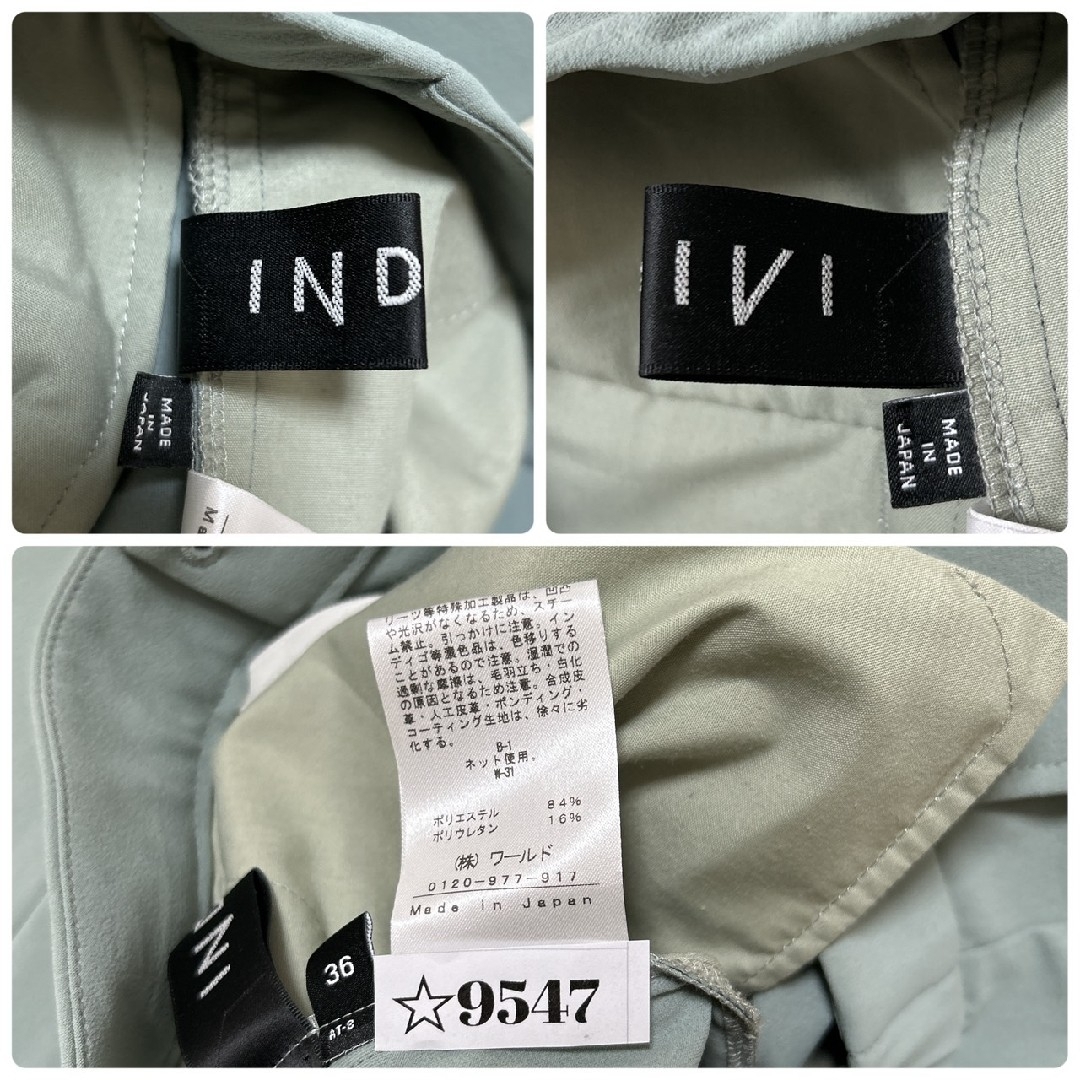 IND
MADE
IN
JAPAN
IVI
MADE
IN
JAPAN
リーツ等特殊加工製品は、凹凸
や光沢がなくなるため、スチー
ム禁止。引っかけに注意。イン
デイゴ等濃色品は、色移りする
ことがあるので注意。湿潤での
過剰な摩擦は、毛羽立ち・白化
の原因となるため注意。合成皮
革・人工皮革・ボンディング・
コーティング生地は、徐々に劣
化する。
B-1
ネット使用。
W-31
ポリエステル 84%
ポリウレタン 16%
(株) ワールド
0120-977-917
Made in Japan
36
☆9547